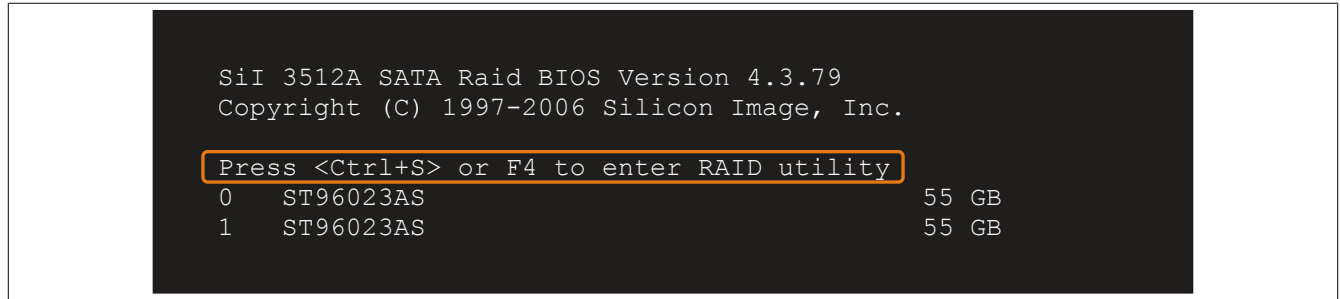 SiI 3512A SATA Raid BIOS Version 4.3.79
Copyright (C) 1997-2006 Silicon Image, Inc.
Press <Ctrl+S> or F4 to enter RAID utility
0 ST96023AS 55 GB
1 ST96023AS 55 GB